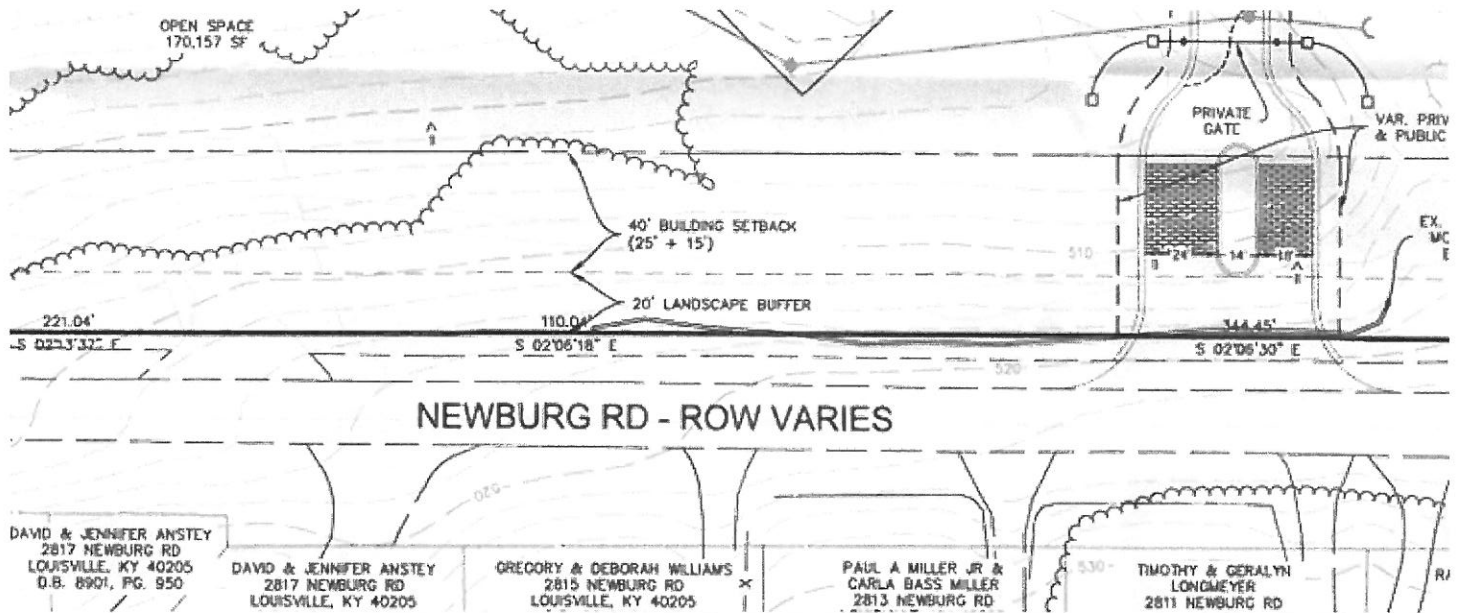 OPEN SPACE
170,157 SF
PRIVATE
GATE
VAR. PRIV
& PUBLIC
40' BUILDING SETBACK
(25' + 15')
510
24'
14'
18'
EX.
20' LANDSCAPE BUFFER
221.04'
110.04'
344.45'
S 02°06'18" E
S 02°06'30" E
520
NEWBURG RD - ROW VARIES
520
DAVID & JENNIFER ANSTEY
2817 NEWBURG RD
LOUISVILLE, KY 40205
D.B. 8901, PG. 950
DAVID & JENNIFER ANSTEY
2817 NEWBURG RD
LOUISVILLE, KY 40205
GREGORY & DEBORAH WILLIAMS
2815 NEWBURG RD
LOUISVILLE, KY 40205
PAUL A MILLER JR &
CARLA BASS MILLER
2813 NEWBURG RD
530
TIMOTHY & GERALYN
LONGMEYER
2811 NEWBURG RD